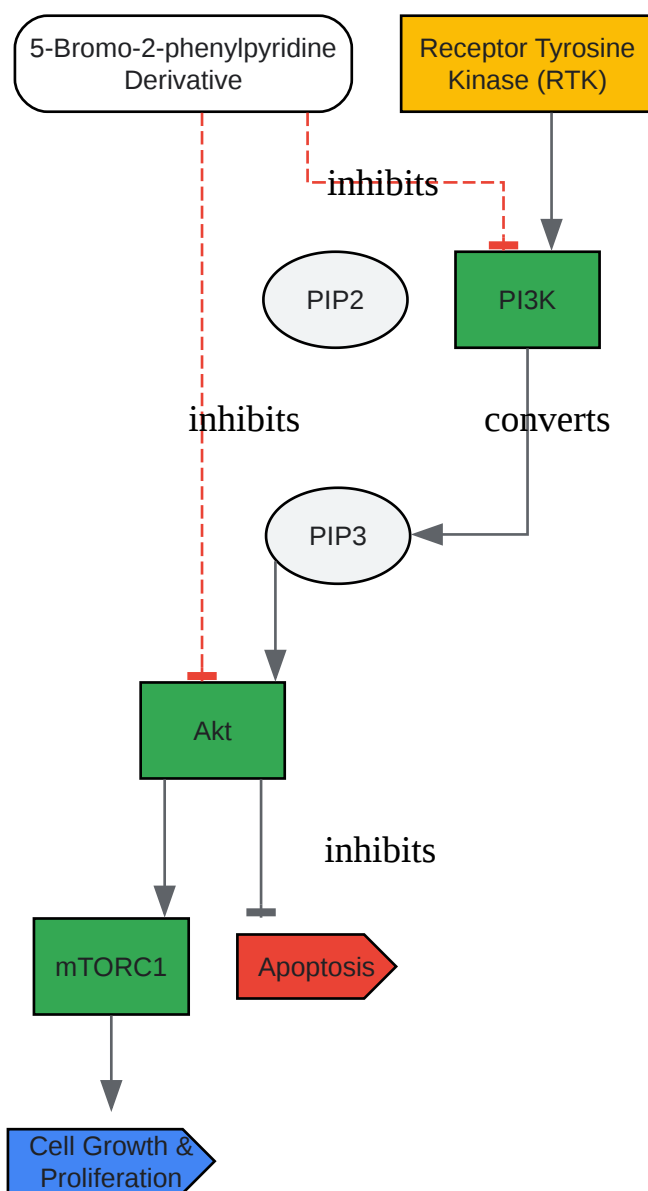 5-Bromo-2-phenylpyridine
Derivative
Receptor Tyrosine
Kinase (RTK)
inhibits
PIP2
PI3K
inhibits
converts
PIP3
Akt
inhibits
mTORC1
Apoptosis
Cell Growth &
Proliferation